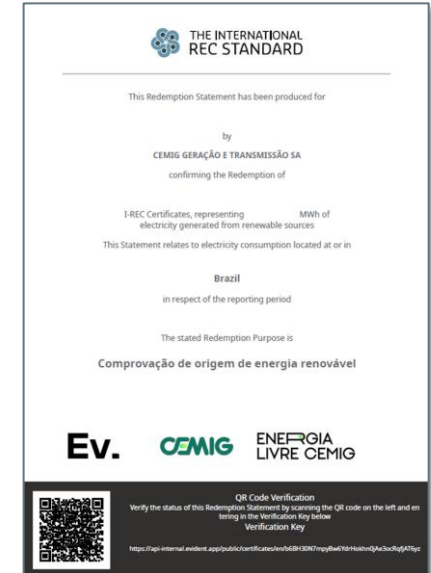 THE INTERNATIONAL
REC STANDARD
This Redemption Statement has been produced for
by
CEMIG GERAÇÃO E TRANSMISSÃO SA
confirming the Redemption of
I-REC Certificates, representing MWh of
electricity generated from renewable sources
This Statement relates to electricity consumption located at or in
Brazil
in respect of the reporting period
The stated Redemption Purpose is
Comprovação de origem de energia renovável
Ev.
CEMIG
ENERGIA
LIVRE CEMIG
QR Code Verification
Verify the status of this Redemption Statement by scanning the QR code on the left and en
tering in the Verification Key below
Verification Key